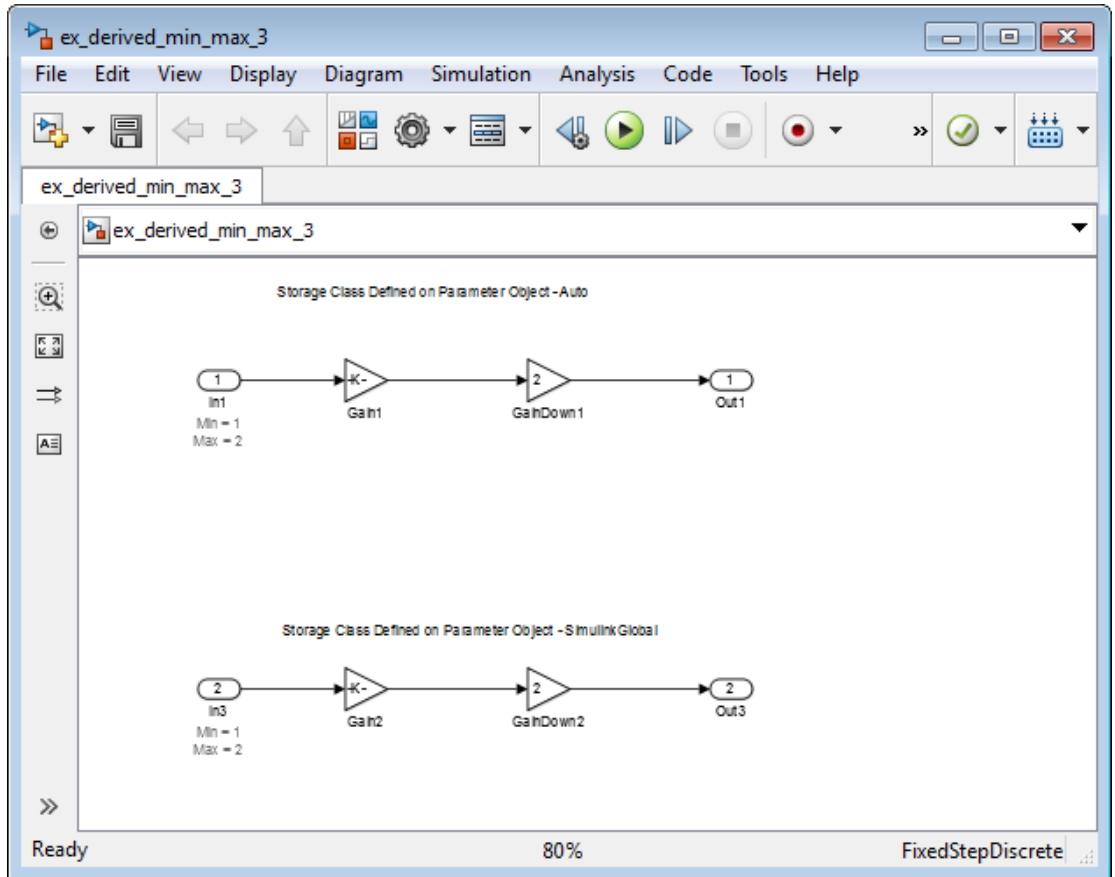 ex_derived_min_max_3
File Edit View Display Diagram Simulation Analysis Code Tools Help
»
ex_derived_min_max_3
ex_derived_min_max_3
Storage Class Defined on Parameter Object - Auto
1 -K- 2 1
In1 Gain1 GainDown1 Out1
Min = 1
Max = 2
Storage Class Defined on Parameter Object - SimulinkGlobal
2 -K- 2 2
In3 Gain2 GainDown2 Out3
Min = 1
Max = 2
»
Ready 80% FixedStepDiscrete